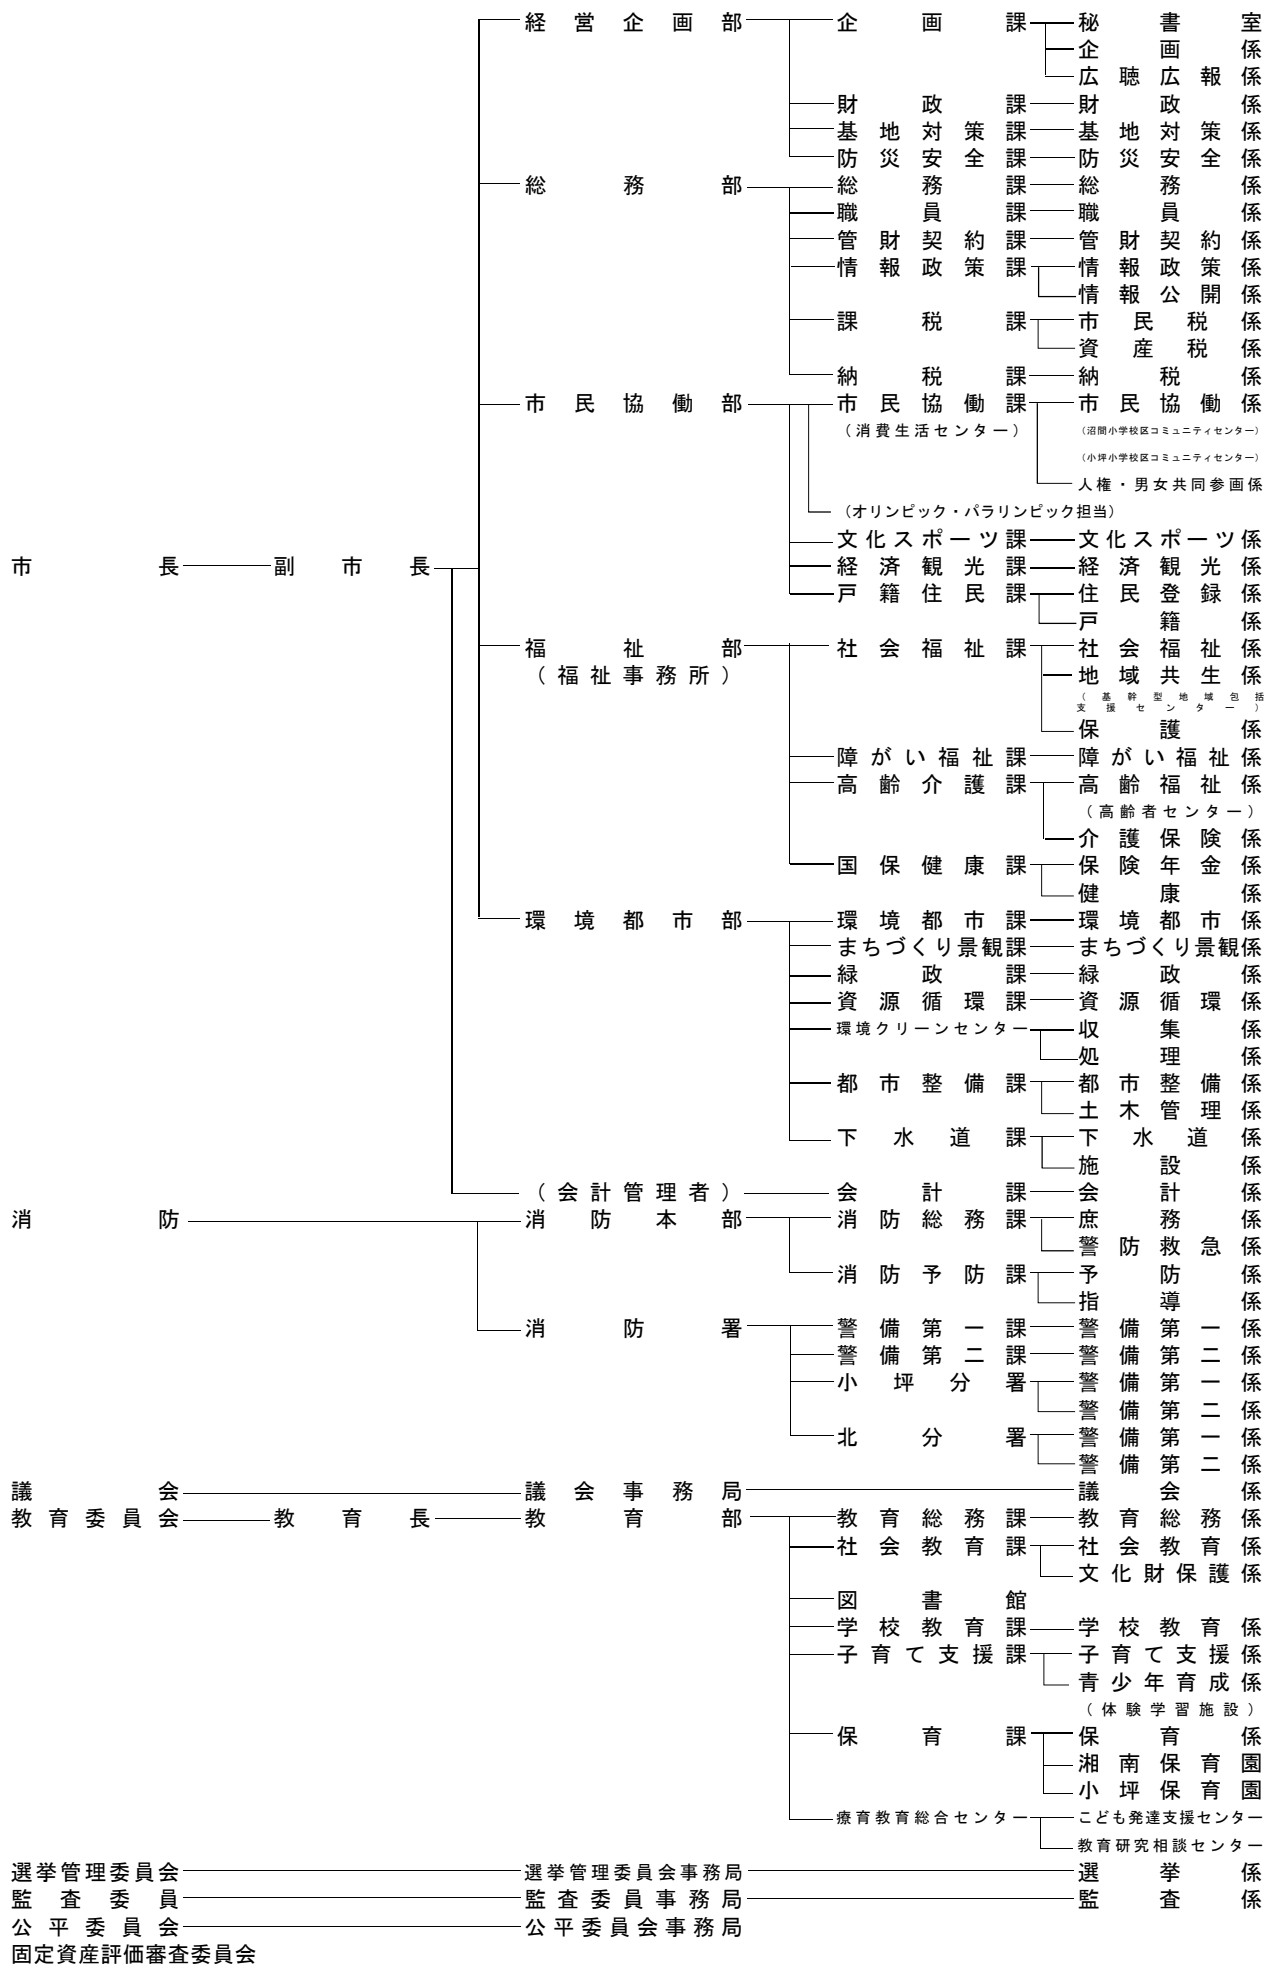 経営企画部 企画課 秘書室
企画係
広聴広報係
財政課 財政係
基地対策課 基地対策係
防災安全課 防災安全係
総務部 総務課 総務係
職員課 職員係
管財契約課 管財契約係
情報政策課 情報政策係
情報公開係
課税課 市民税係
資産税係
納税課 納税係
市民協働部 市民協働課 市民協働係
（消費生活センター） （沼間小学校区コミュニティセンター）
（小坪小学校区コミュニティセンター）
人権・男女共同参画係
（オリンピック・パラリンピック担当）
文化スポーツ課 文化スポーツ係
市長 副市長 経済観光課 経済観光係
戸籍住民課 住民登録係
戸籍係
福祉部 社会福祉課 社会福祉係
（福祉事務所） 地域共生係
（基幹型地域包括
支援センター）
保護係
障がい福祉課 障がい福祉係
高齢介護課 高齢福祉係
（高齢者センター）
介護保険係
国保健康課 保険年金係
健康係
環境都市部 環境都市課 環境都市係
まちづくり景観課 まちづくり景観係
緑政課 緑政係
資源循環課 資源循環係
環境クリーンセンター 収集係
処理係
都市整備課 都市整備係
土木管理係
下水道課 下水道係
施設係
（会計管理者） 会計課 会計係
消防 消防本部 消防総務課 庶務係
警防救急係
消防予防課 予防係
指導係
消防署 警備第一課 警備第一係
警備第二課 警備第二係
小坪分署 警備第一係
警備第二係
北分署 警備第一係
警備第二係
議会 議会事務局 議会係
教育委員会 教育長 教育部 教育総務課 教育総務係
社会教育課 社会教育係
文化財保護係
図書館
学校教育課 学校教育係
子育て支援課 子育て支援係
青少年育成係
（体験学習施設）
保育課 保育係
湘南保育園
小坪保育園
療育教育総合センター こども発達支援センター
教育研究相談センター
選挙管理委員会 選挙管理委員会事務局 選挙係
監査委員 監査委員事務局 監査係
公平委員会 公平委員会事務局
固定資産評価審査委員会